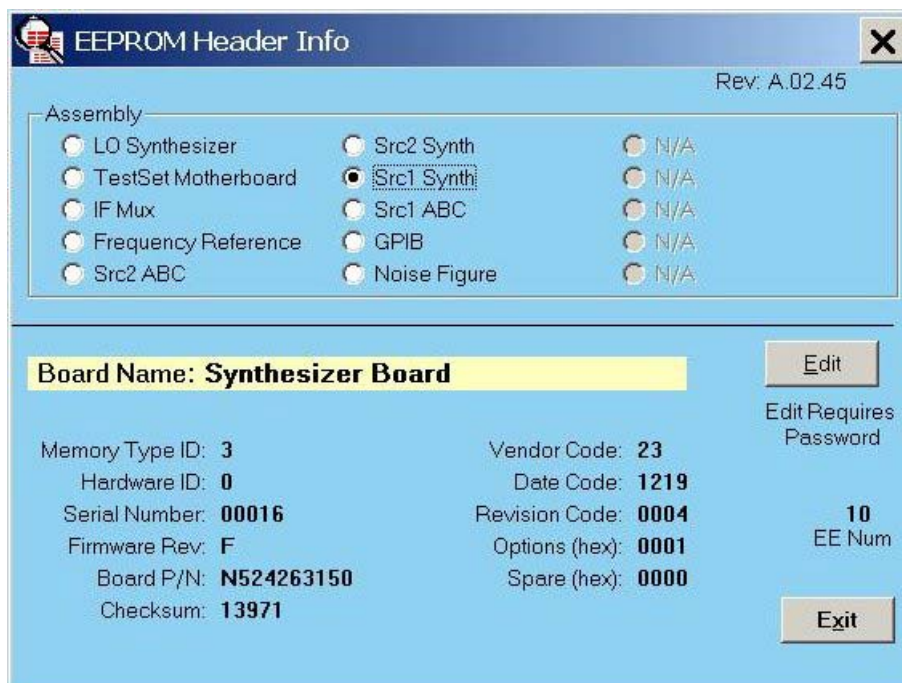 EEPROM Header Info
Rev: A.02.45
Assembly
LO Synthesizer
TestSet Motherboard
IF Mux
Frequency Reference
Src2 ABC
Src2 Synth
Src1 Synth
Src1 ABC
GPIB
Noise Figure
N/A
N/A
N/A
N/A
N/A
Board Name: Synthesizer Board
Edit
Edit Requires
Password
Memory Type ID: 3
Hardware ID: 0
Serial Number: 00016
Firmware Rev: F
Board P/N: N524263150
Checksum: 13971
Vendor Code: 23
Date Code: 1219
Revision Code: 0004
Options (hex): 0001
Spare (hex): 0000
10
EE Num
Exit